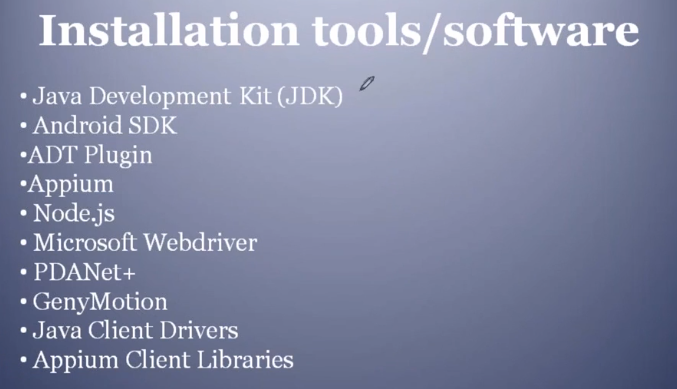 Installation tools/software
• Java Development Kit (JDK)
• Android SDK
•ADT Plugin
•Appium
• Node.js
• Microsoft Webdriver
• PDANet+
• GenyMotion
• Java Client Drivers
• Appium Client Libraries